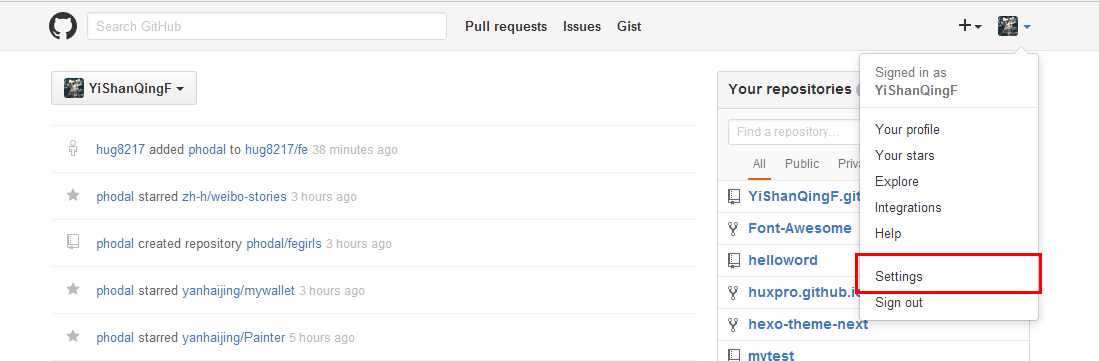 Search GitHub
Pull requests Issues Gist
Signed in as
YiShanQingF
Your profile
Your stars
Explore
Integrations
Help
Settings
Sign out
YiShanQingF
hug8217 added phodal to hug8217/fe 38 minutes ago
phodal starred zh-h/weibo-stories 3 hours ago
phodal created repository phodal/fegirls 3 hours ago
phodal starred yanhaijing/mywallet 3 hours ago
phodal starred yanhaijing/Painter 5 hours ago
Your repositories
Find a repository...
All Public Priv
YiShanQingF.git
Font-Awesome
helloword
huxpro.github.i
hexo-theme-next
mytest